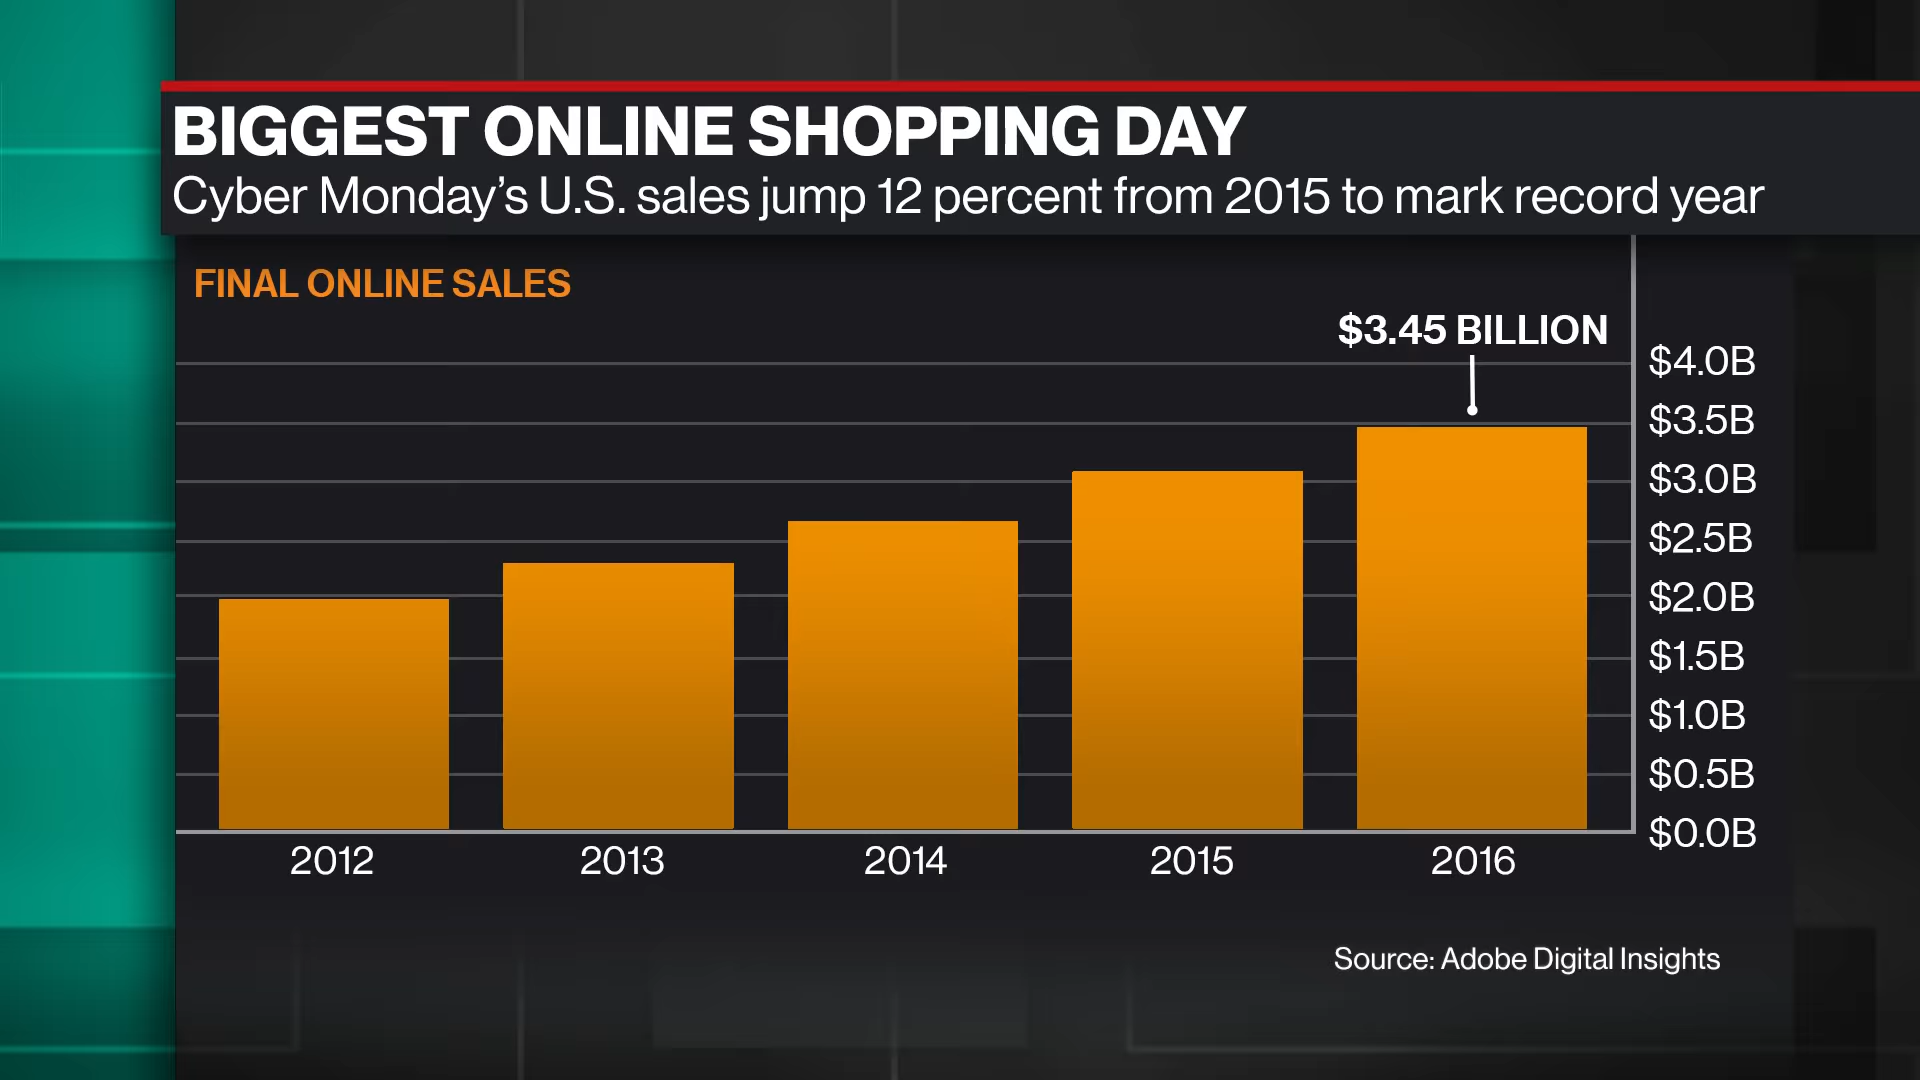 BIGGEST ONLINE SHOPPING DAY
Cyber Monday's U.S. sales jump 12 percent from 2015 to mark record year
FINAL ONLINE SALES
$3.45 BILLION
$4.0B
$3.5B
$3.0B
$2.5B
$2.0B
$1.5B
$1.0B
$0.5B
$0.0B
2012 2013 2014 2015 2016
Source: Adobe Digital Insights